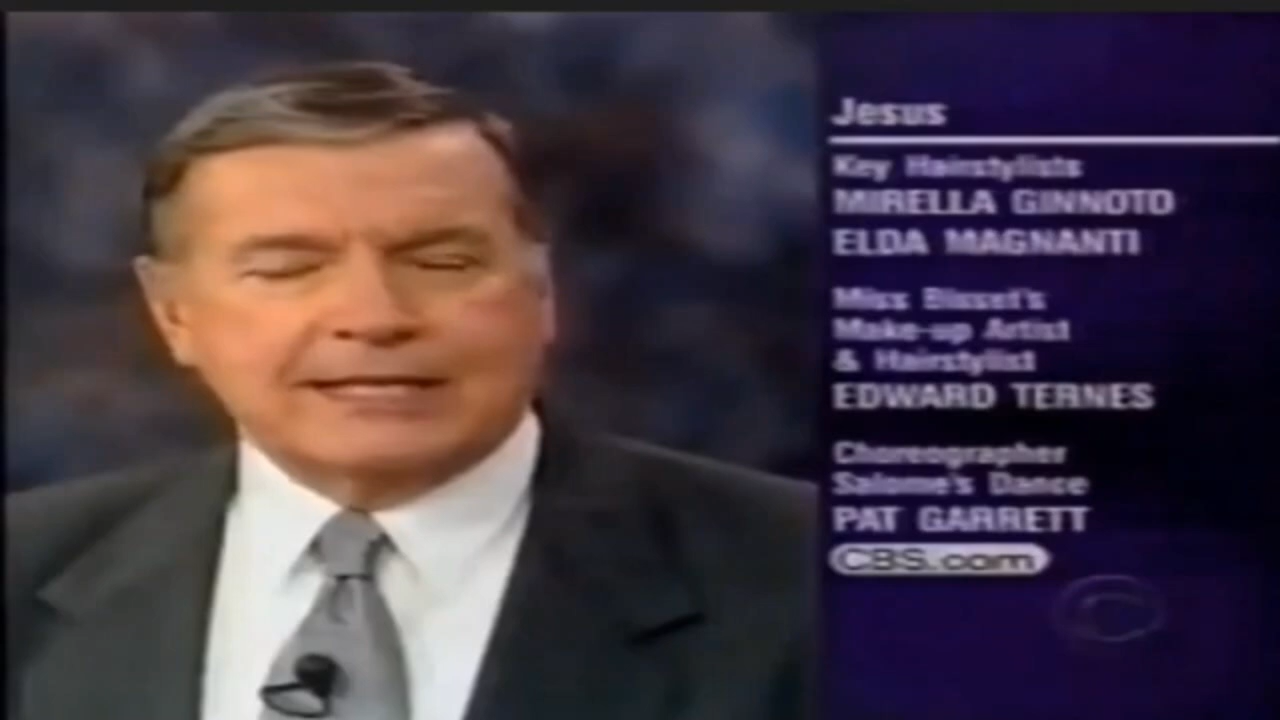 Jesus
Key Hairstylists
MIRELLA GINNOTO
ELDA MAGNANTI
Miss Bisset's
Make-up Artist
& Hairstylist
EDWARD TERNES
Choreographer
Salome's Dance
PAT GARRETT
CBS.com